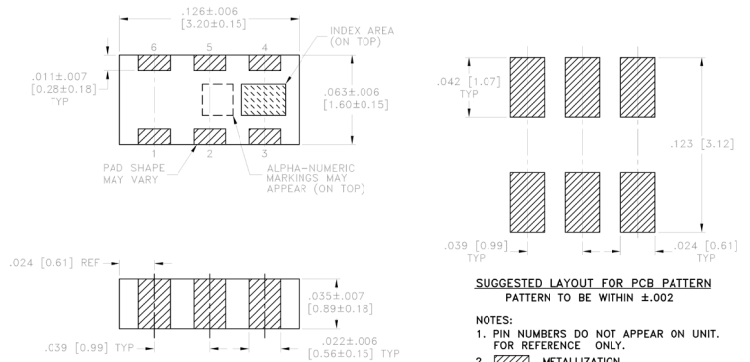 .126±.006
[3.20±0.15]
INDEX AREA
(ON TOP)
6 5 4
.011±.007
[0.28±0.18]
TYP
.063±.006
[1.60±0.15]
1 2 3
PAD SHAPE
MAY VARY
ALPHA-NUMERIC
MARKINGS MAY
APPEAR (ON TOP)
.024 [0.61] REF
.035±.007
[0.89±0.18]
.039 [0.99] TYP
.022±.006
[0.56±0.15] TYP
.042 [1.07]
TYP
.123 [3.12]
.039 [0.99]
TYP
.024 [0.61]
TYP
SUGGESTED LAYOUT FOR PCB PATTERN
PATTERN TO BE WITHIN ±.002
NOTES:
1. PIN NUMBERS DO NOT APPEAR ON UNIT.
FOR REFERENCE ONLY.
2. METALLIZATION